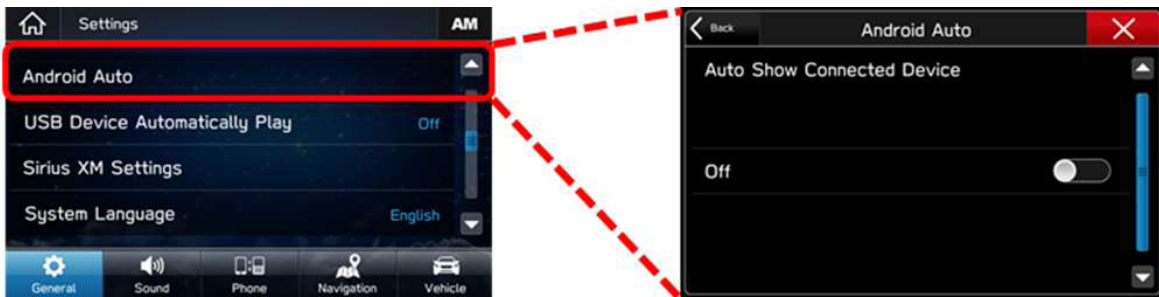 Settings
AM
Android Auto
USB Device Automatically Play
Off
Sirius XM Settings
System Language
English
General
Sound
Phone
Navigation
Vehicle
Back
Android Auto
Auto Show Connected Device
Off